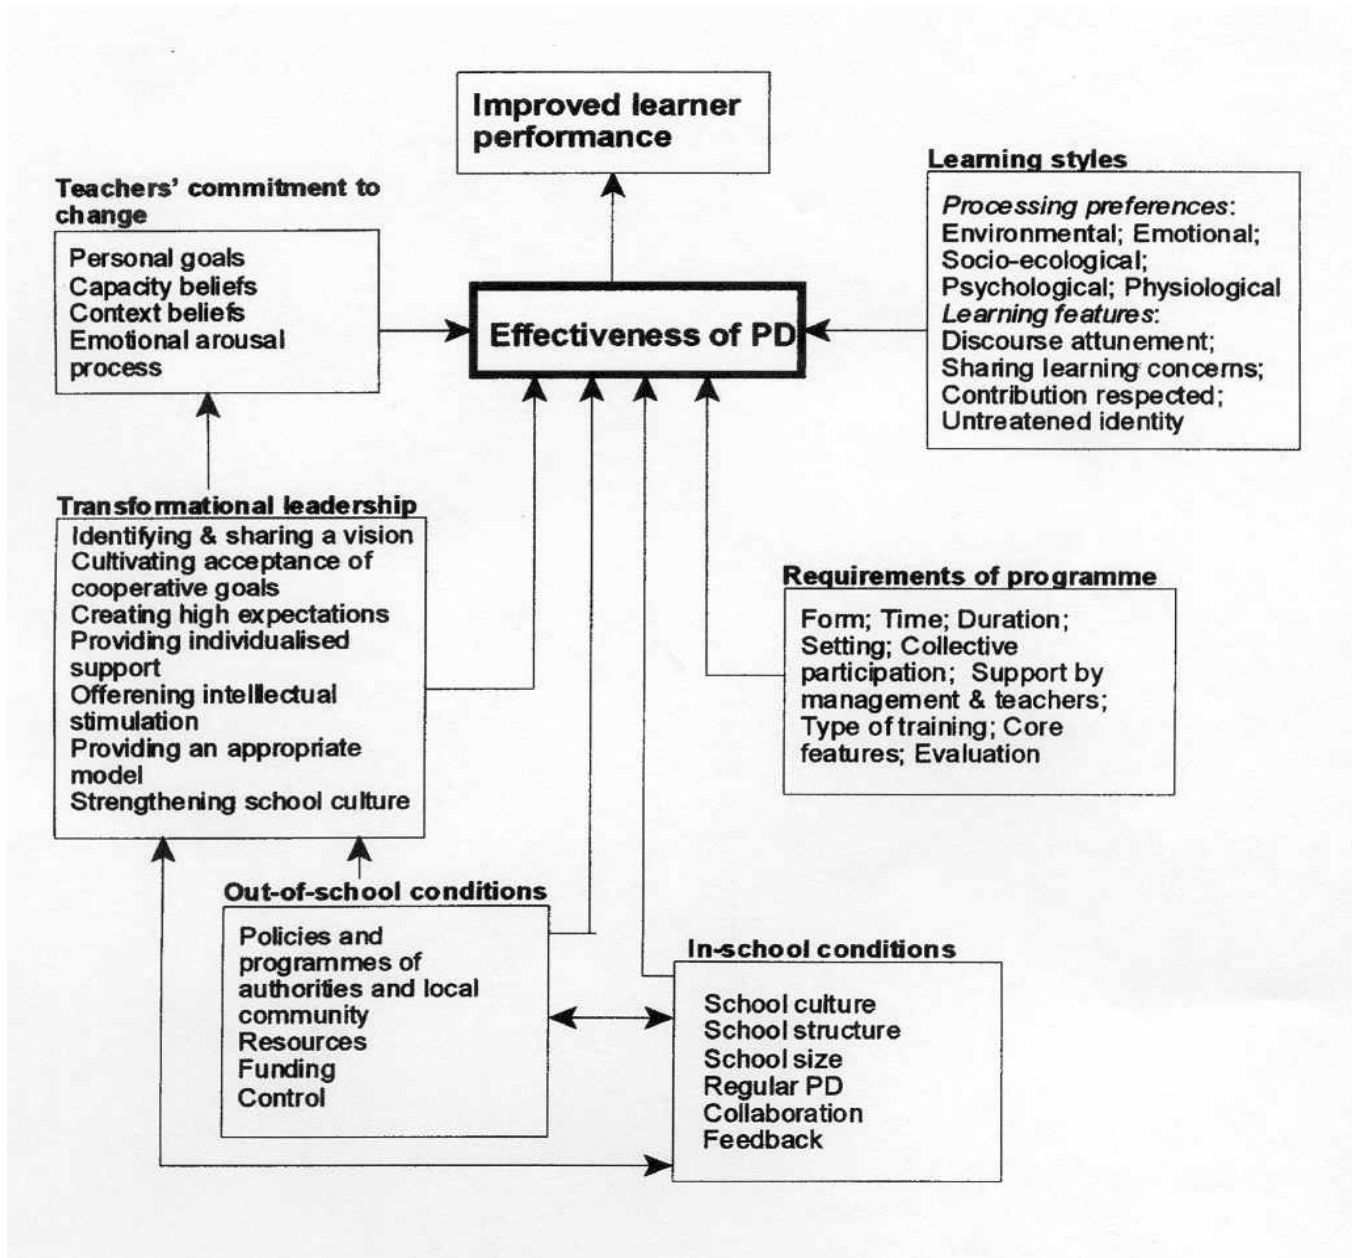 Improved learner
performance
Teachers' commitment to
change
Personal goals
Capacity beliefs
Context beliefs
Emotional arousal
process
Effectiveness of PD
Learning styles
Processing preferences:
Environmental; Emotional;
Socio-ecological;
Psychological; Physiological
Learning features:
Discourse attunement;
Sharing learning concerns;
Contribution respected;
Untreatened identity
Transformational leadership
Identifying & sharing a vision
Cultivating acceptance of
cooperative goals
Creating high expectations
Providing individualised
support
Offerening intelllectual
stimulation
Providing an appropriate
model
Strengthening school culture
Requirements of programme
Form; Time; Duration;
Setting; Collective
participation; Support by
management & teachers;
Type of training; Core
features; Evaluation
Out-of-school conditions
Policies and
programmes of
authorities and local
community
Resources
Funding
Control
In-school conditions
School culture
School structure
School size
Regular PD
Collaboration
Feedback